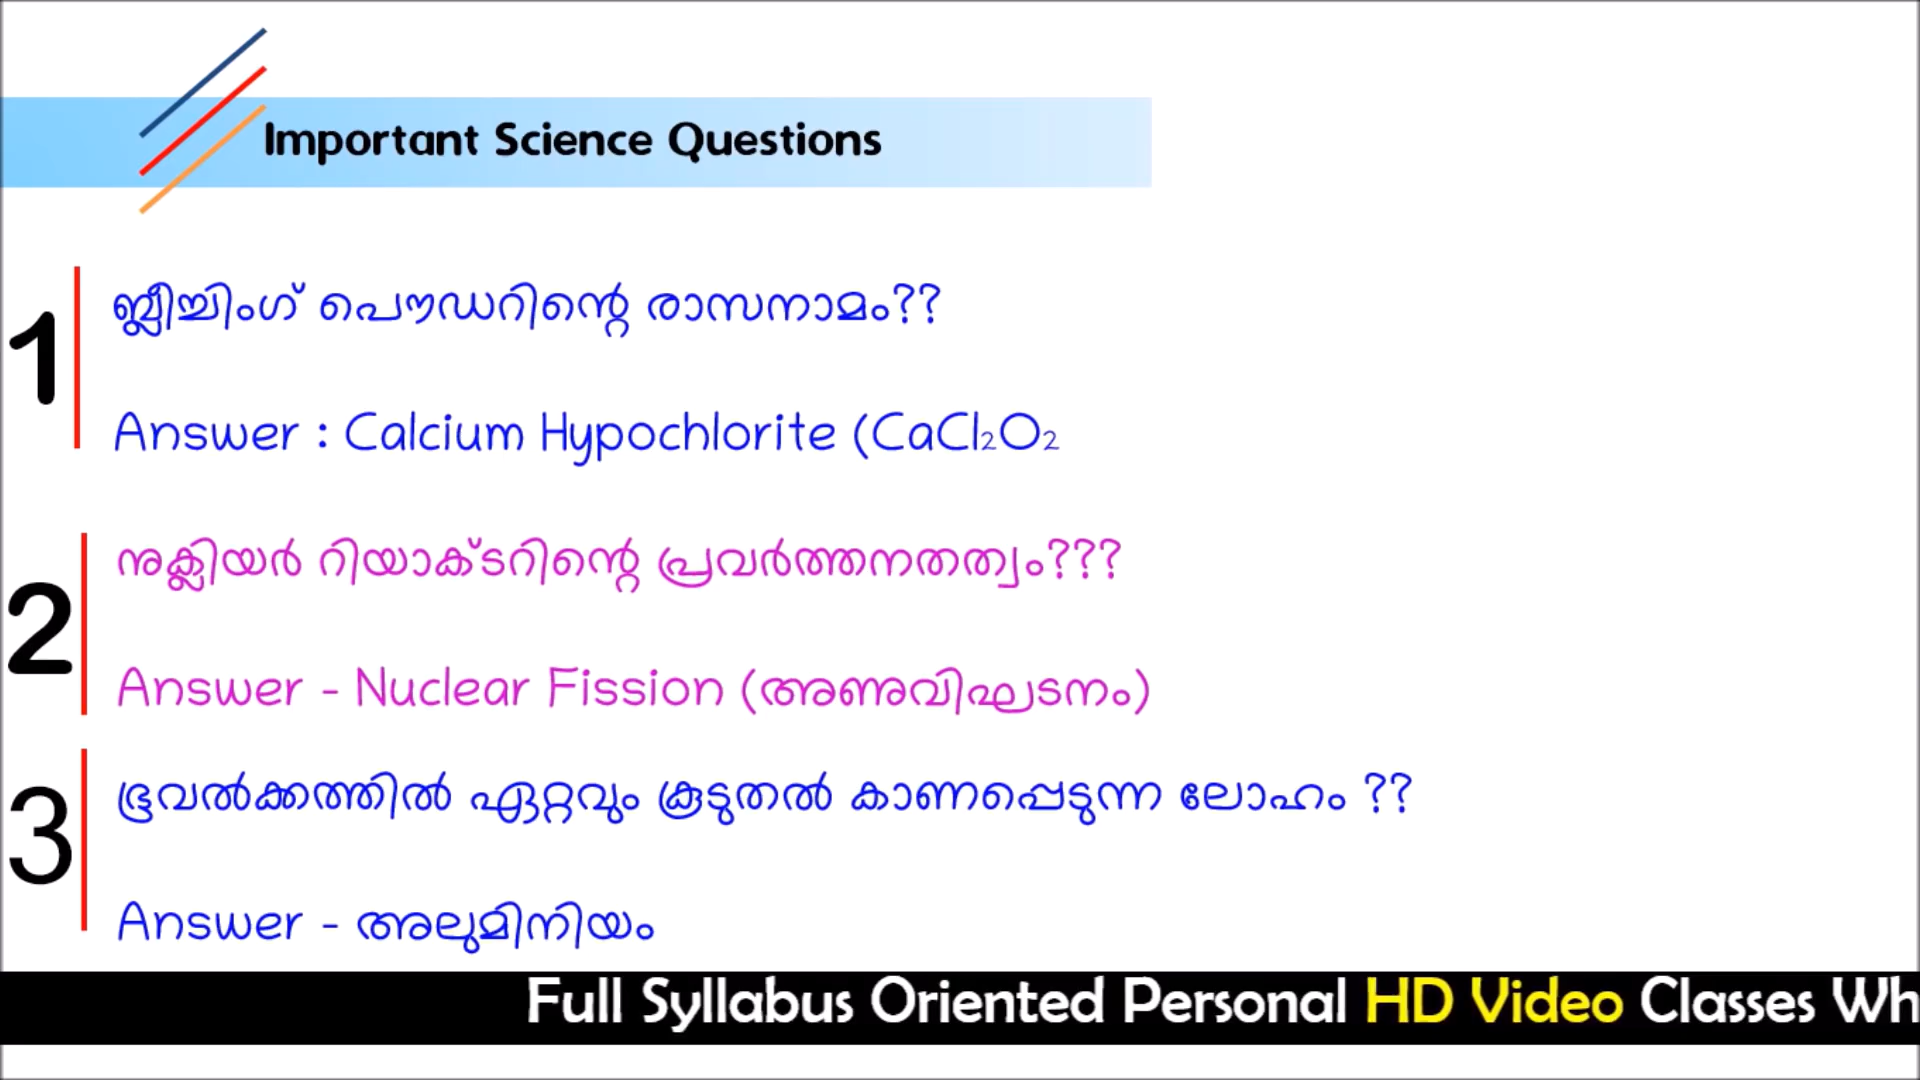 Important Science Questions
1
ബ്ലീച്ചിംഗ് പൌഡറിന്റെ രാസനാമം??
Answer : Calcium Hypochlorite (CaCl₂O₂
2
നുക്ലിയർ റിയാക്ടറിന്റെ പ്രവർത്തനതത്വം???
Answer - Nuclear Fission (അണുവിഘടനം)
3
ഭൂവൽക്കത്തിൽ ഏറ്റവും കൂടുതൽ കാണപ്പെടുന്ന ലോഹം ??
Answer - അലുമിനിയം
Full Syllabus Oriented Personal HD Video Classes Wh